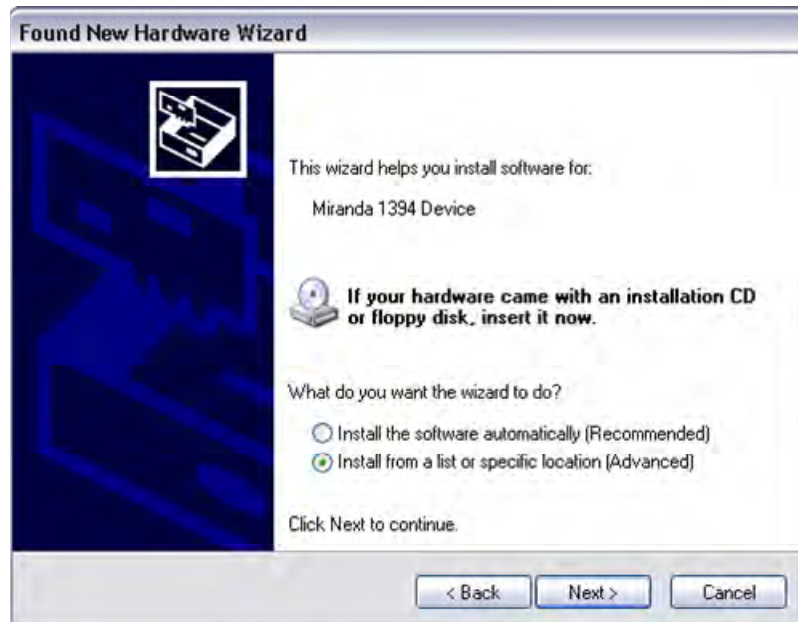 Found New Hardware Wizard
This wizard helps you install software for:
Miranda 1394 Device
If your hardware came with an installation CD
or floppy disk, insert it now.
What do you want the wizard to do?
Install the software automatically (Recommended)
Install from a list or specific location (Advanced)
Click Next to continue.
< Back
Next >
Cancel